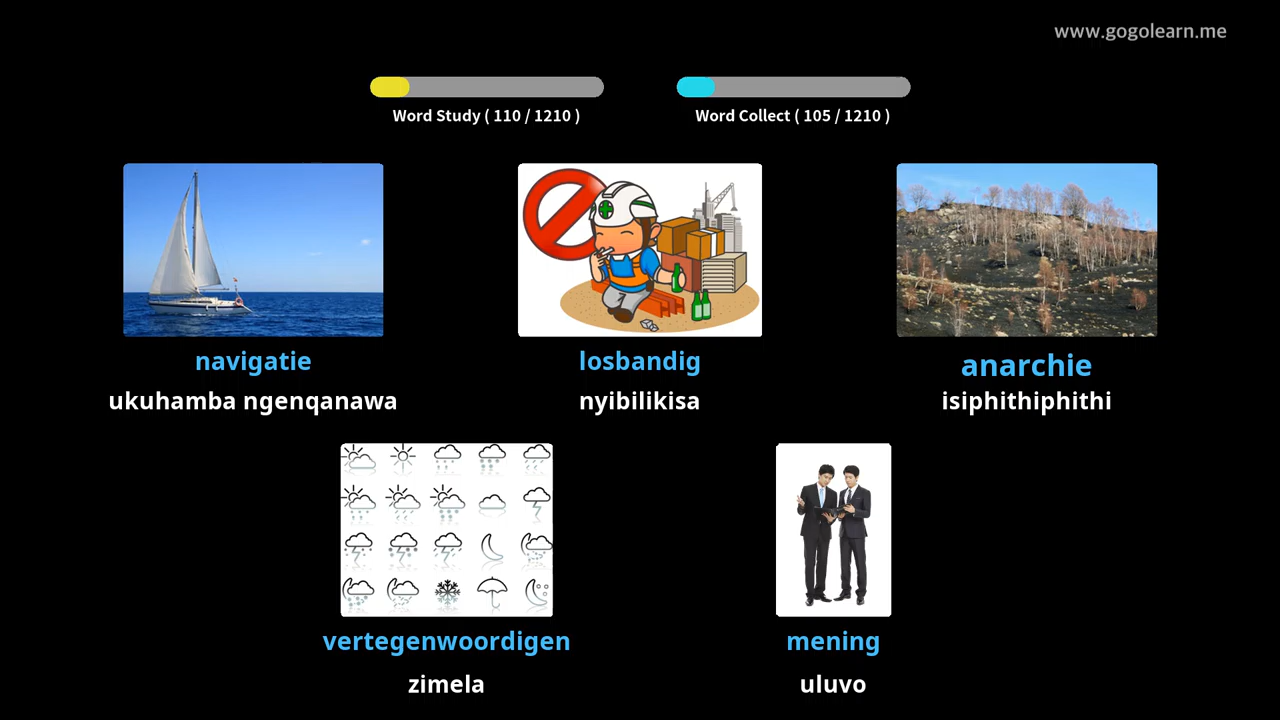 www.gogolearn.me
Word Study ( 110 / 1210 )
Word Collect ( 105 / 1210 )
navigatie
ukuhamba ngenqanawa
losbandig
nyibilikisa
anarchie
isiphithiphithi
vertegenwoordigen
zimela
mening
uluvo